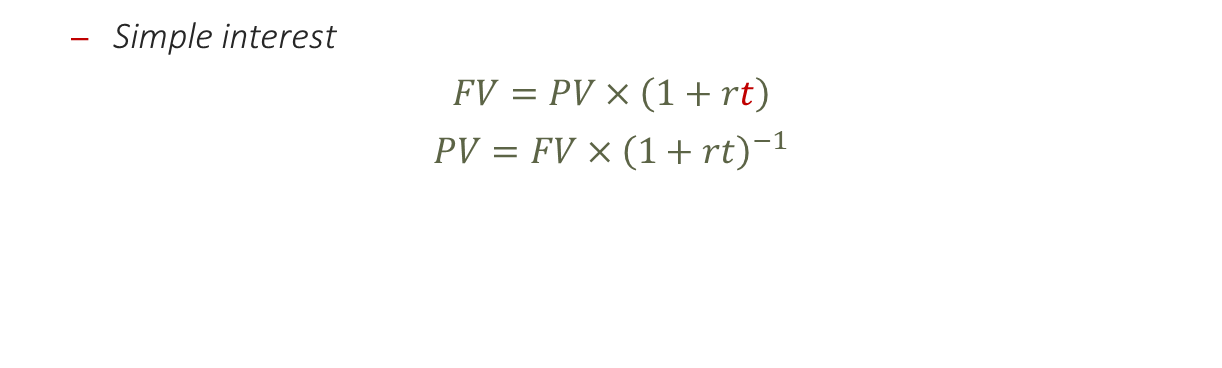 – Simple interest
𝐹𝑉 = 𝑃𝑉 × (1 + 𝑟𝑡)
𝑃𝑉 = 𝐹𝑉 × (1 + 𝑟𝑡)⁻¹